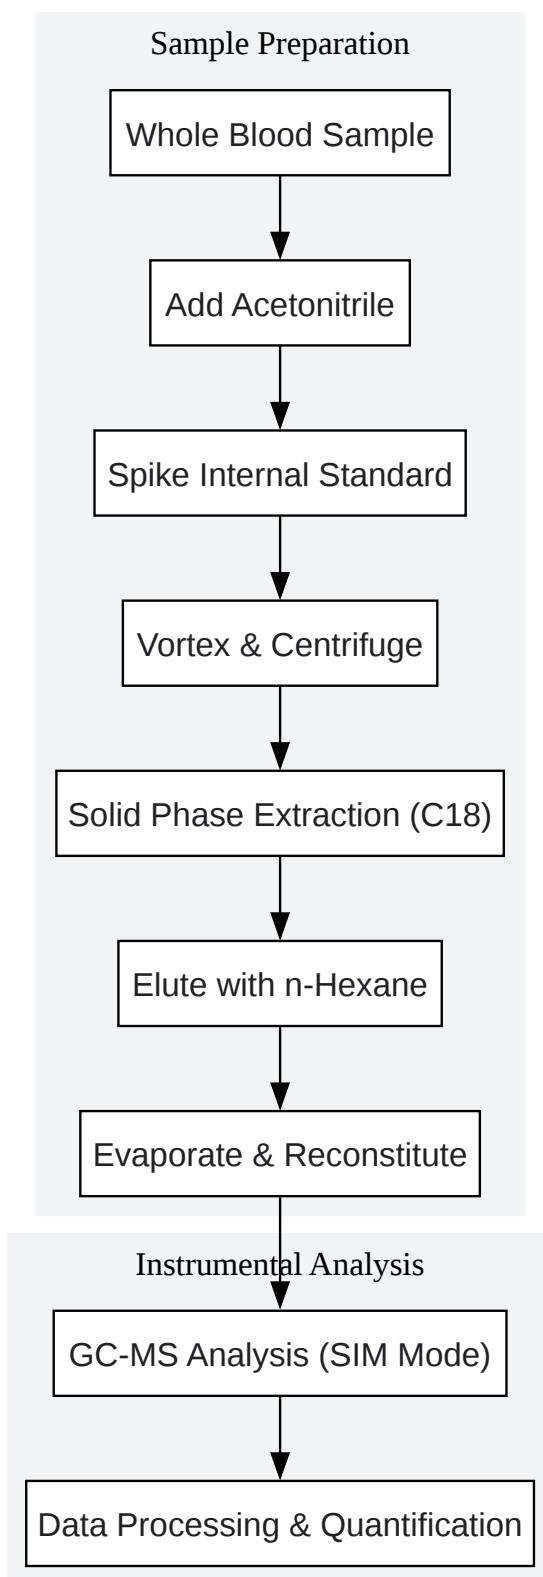 Sample Preparation
Whole Blood Sample
Add Acetonitrile
Spike Internal Standard
Vortex & Centrifuge
Solid Phase Extraction (C18)
Elute with n-Hexane
Evaporate & Reconstitute
Instrumental Analysis
GC-MS Analysis (SIM Mode)
Data Processing & Quantification